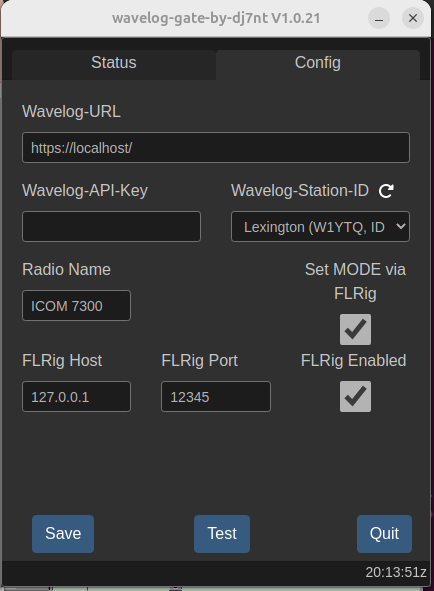 wavelog-gate-by-dj7nt V1.0.21
Status Config
Wavelog-URL
https://localhost/
Wavelog-API-Key Wavelog-Station-ID
Lexington (W1YTQ, ID
Radio Name Set MODE via
FLRig
ICOM 7300
FLRig Host FLRig Port FLRig Enabled
127.0.0.1 12345
Save Test Quit
20:13:51z